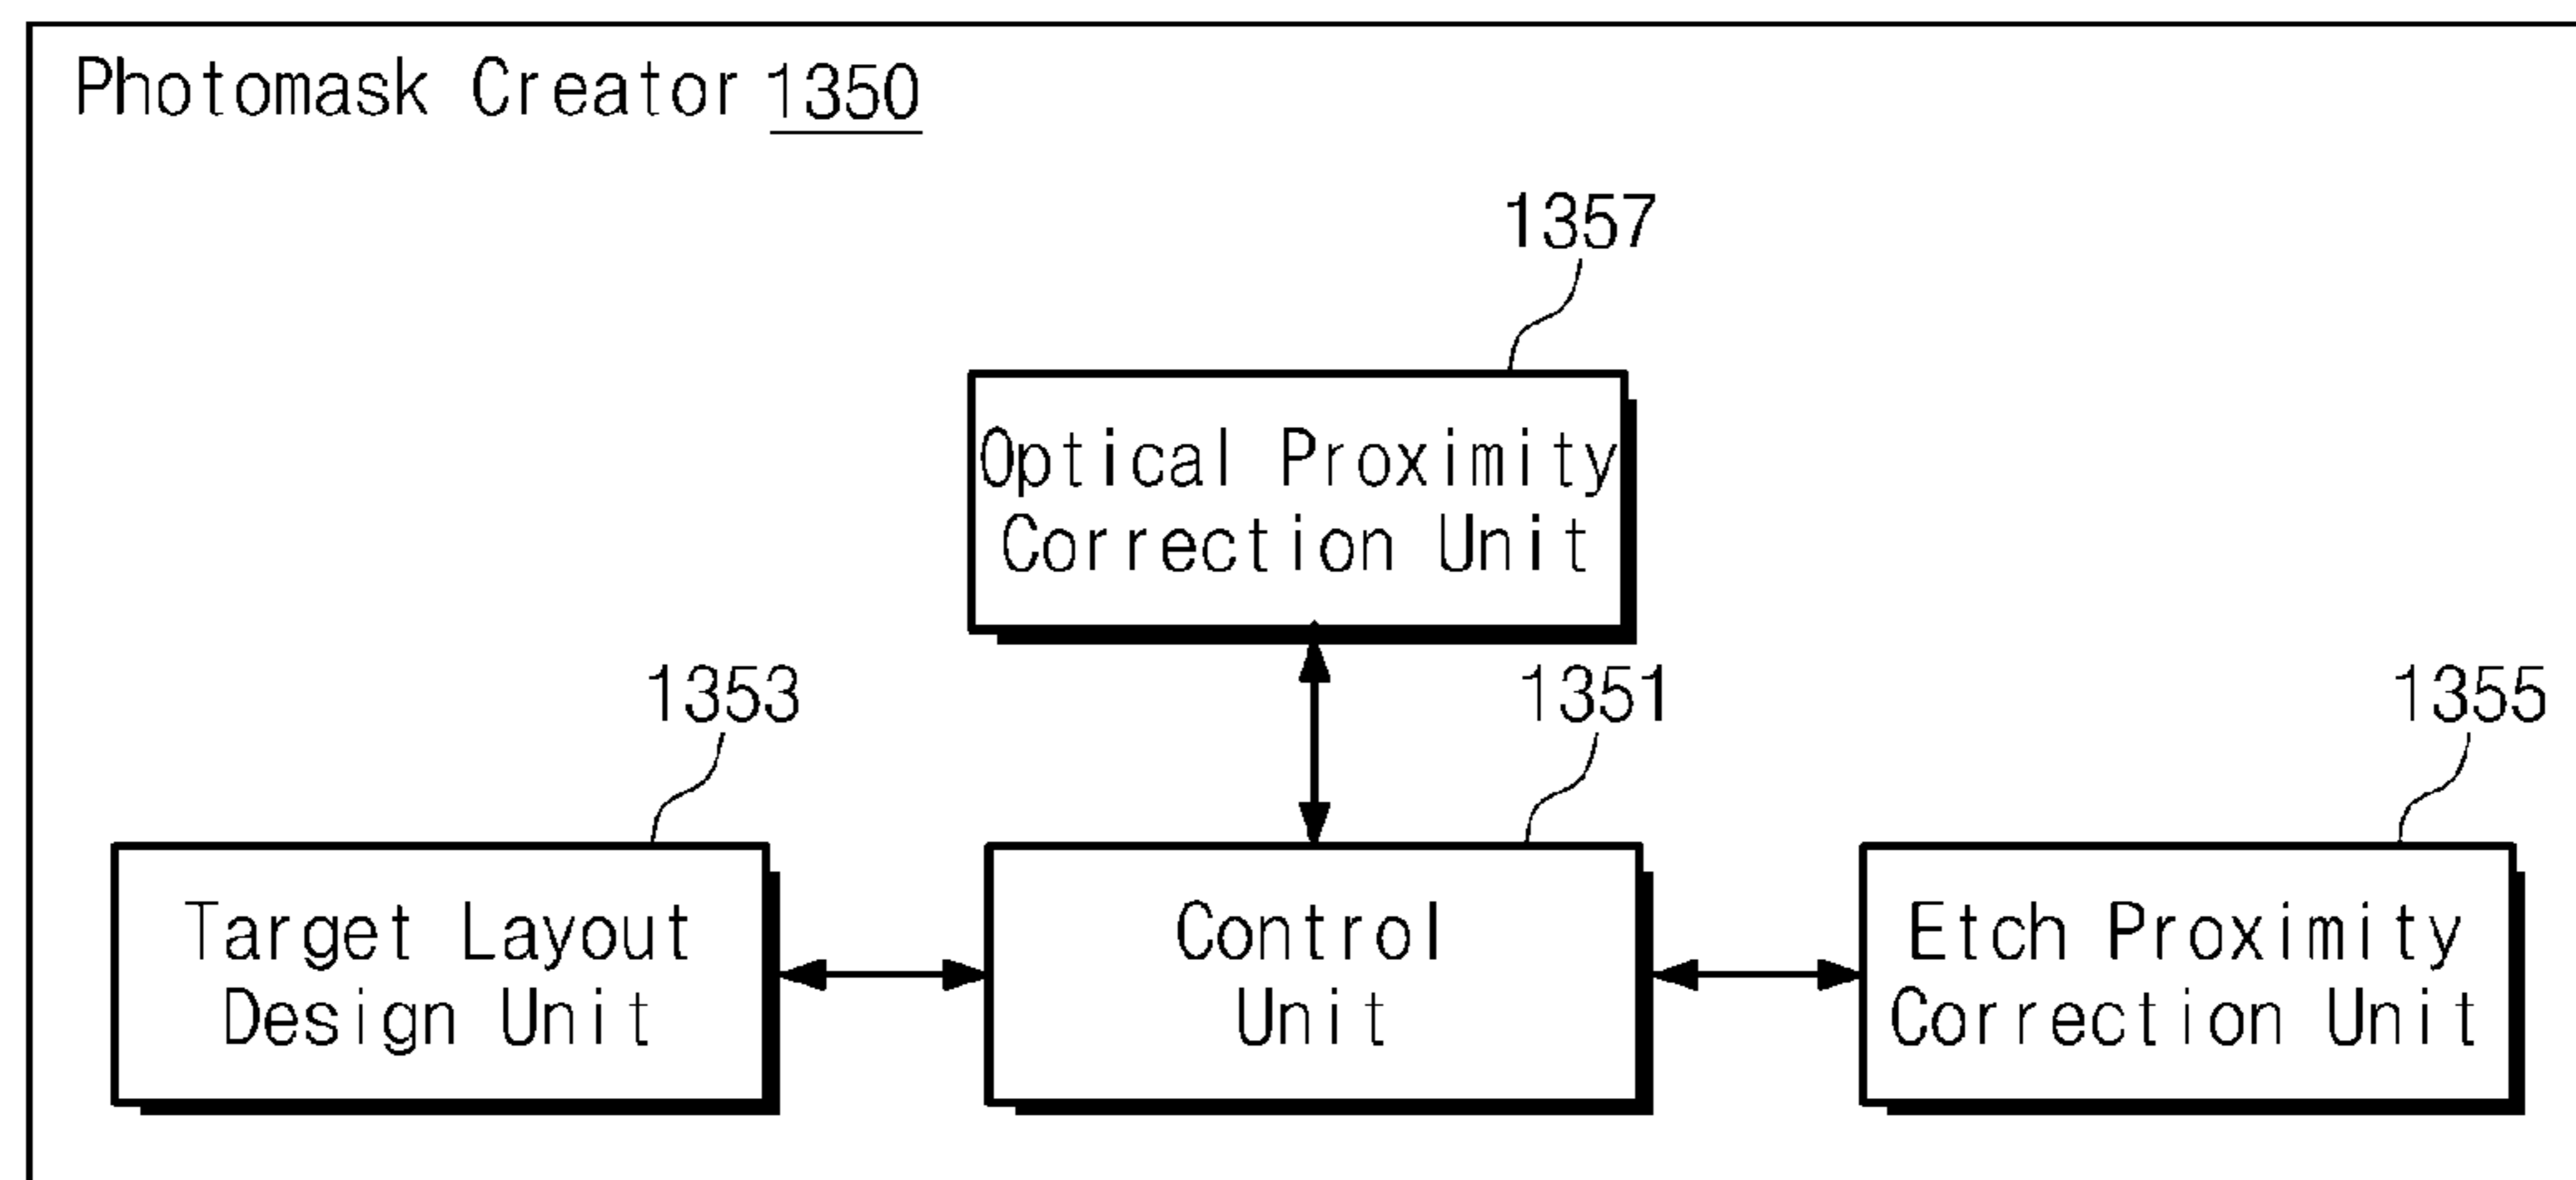 Photomask Creator 1350
1357
Optical Proximity
Correction Unit
1353
1351
1355
Target Layout
Design Unit
Control
Unit
Etch Proximity
Correction Unit